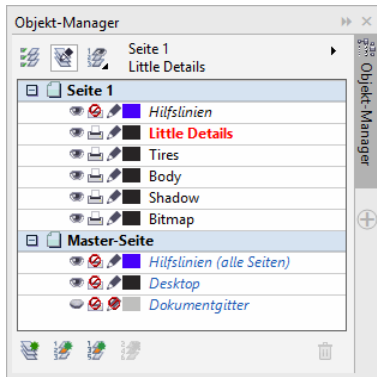 Objekt-Manager
Seite 1
Little Details
Seite 1
Hilfslinien
Little Details
Tires
Body
Shadow
Bitmap
Master-Seite
Hilfslinien (alle Seiten)
Desktop
Dokumentgitter
Objekt-Manager